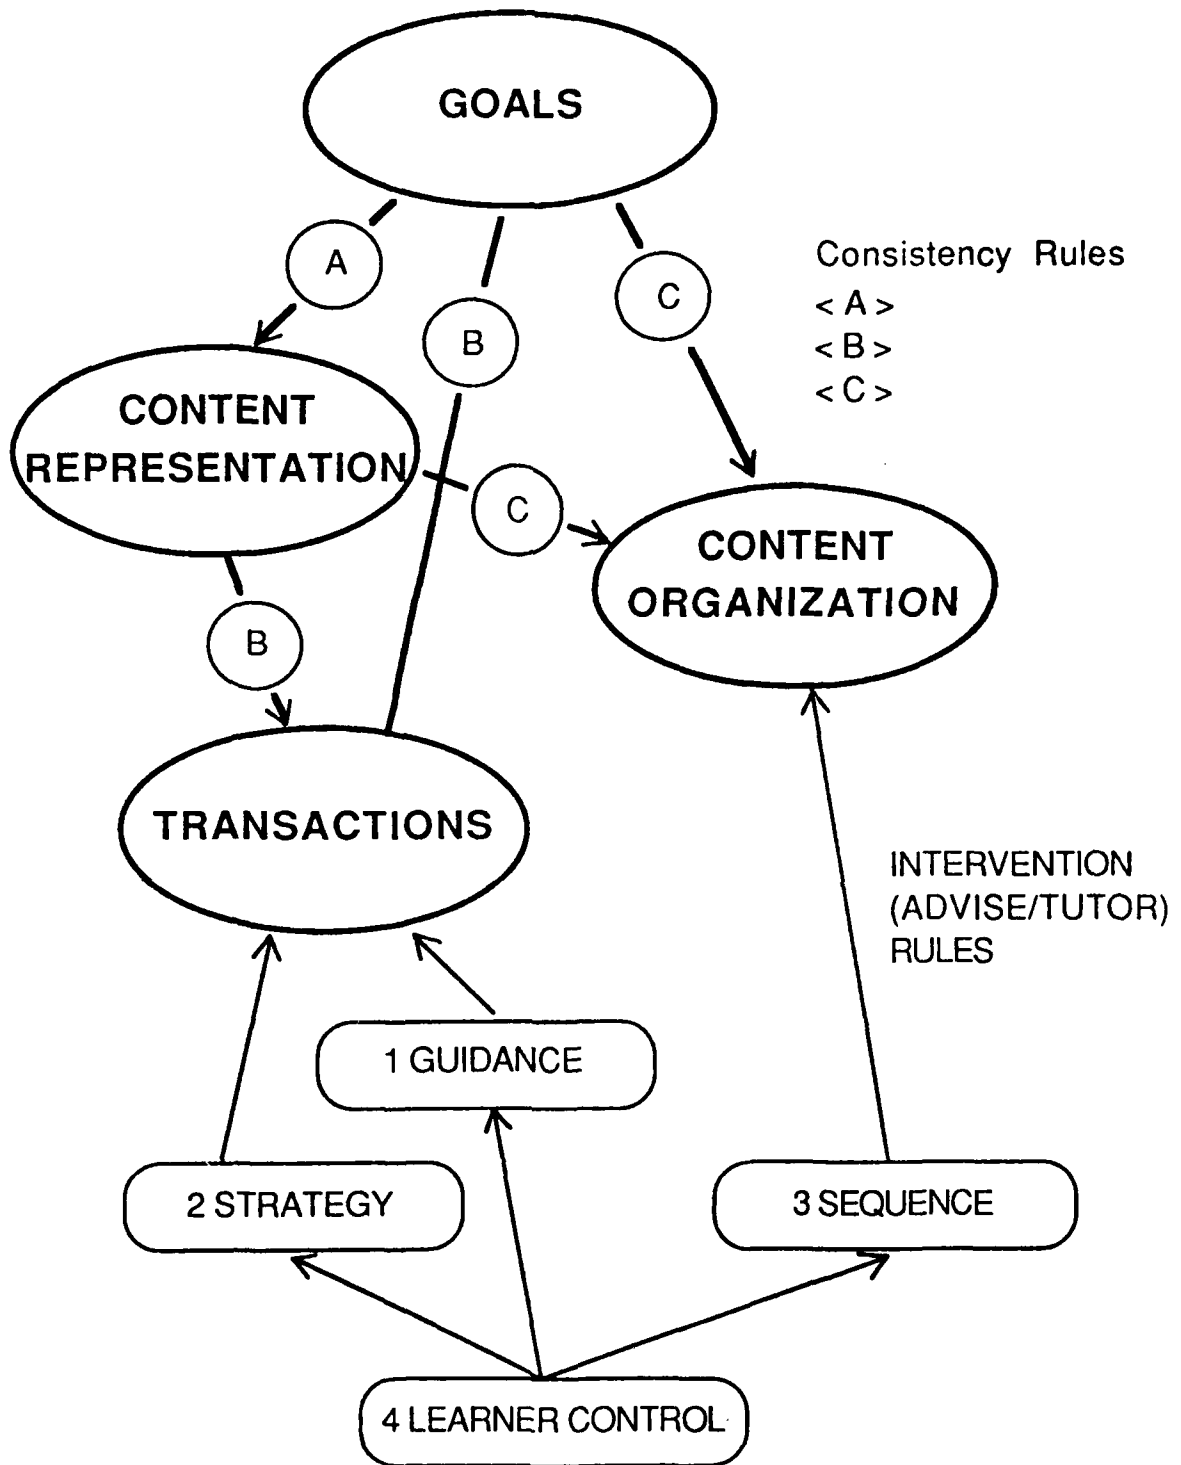 GOALS
A
B
C
Consistency Rules
< A >
< B >
< C >
CONTENT
REPRESENTATION
C
CONTENT
ORGANIZATION
B
TRANSACTIONS
INTERVENTION
(ADVISE/TUTOR)
RULES
1 GUIDANCE
2 STRATEGY
3 SEQUENCE
4 LEARNER CONTROL